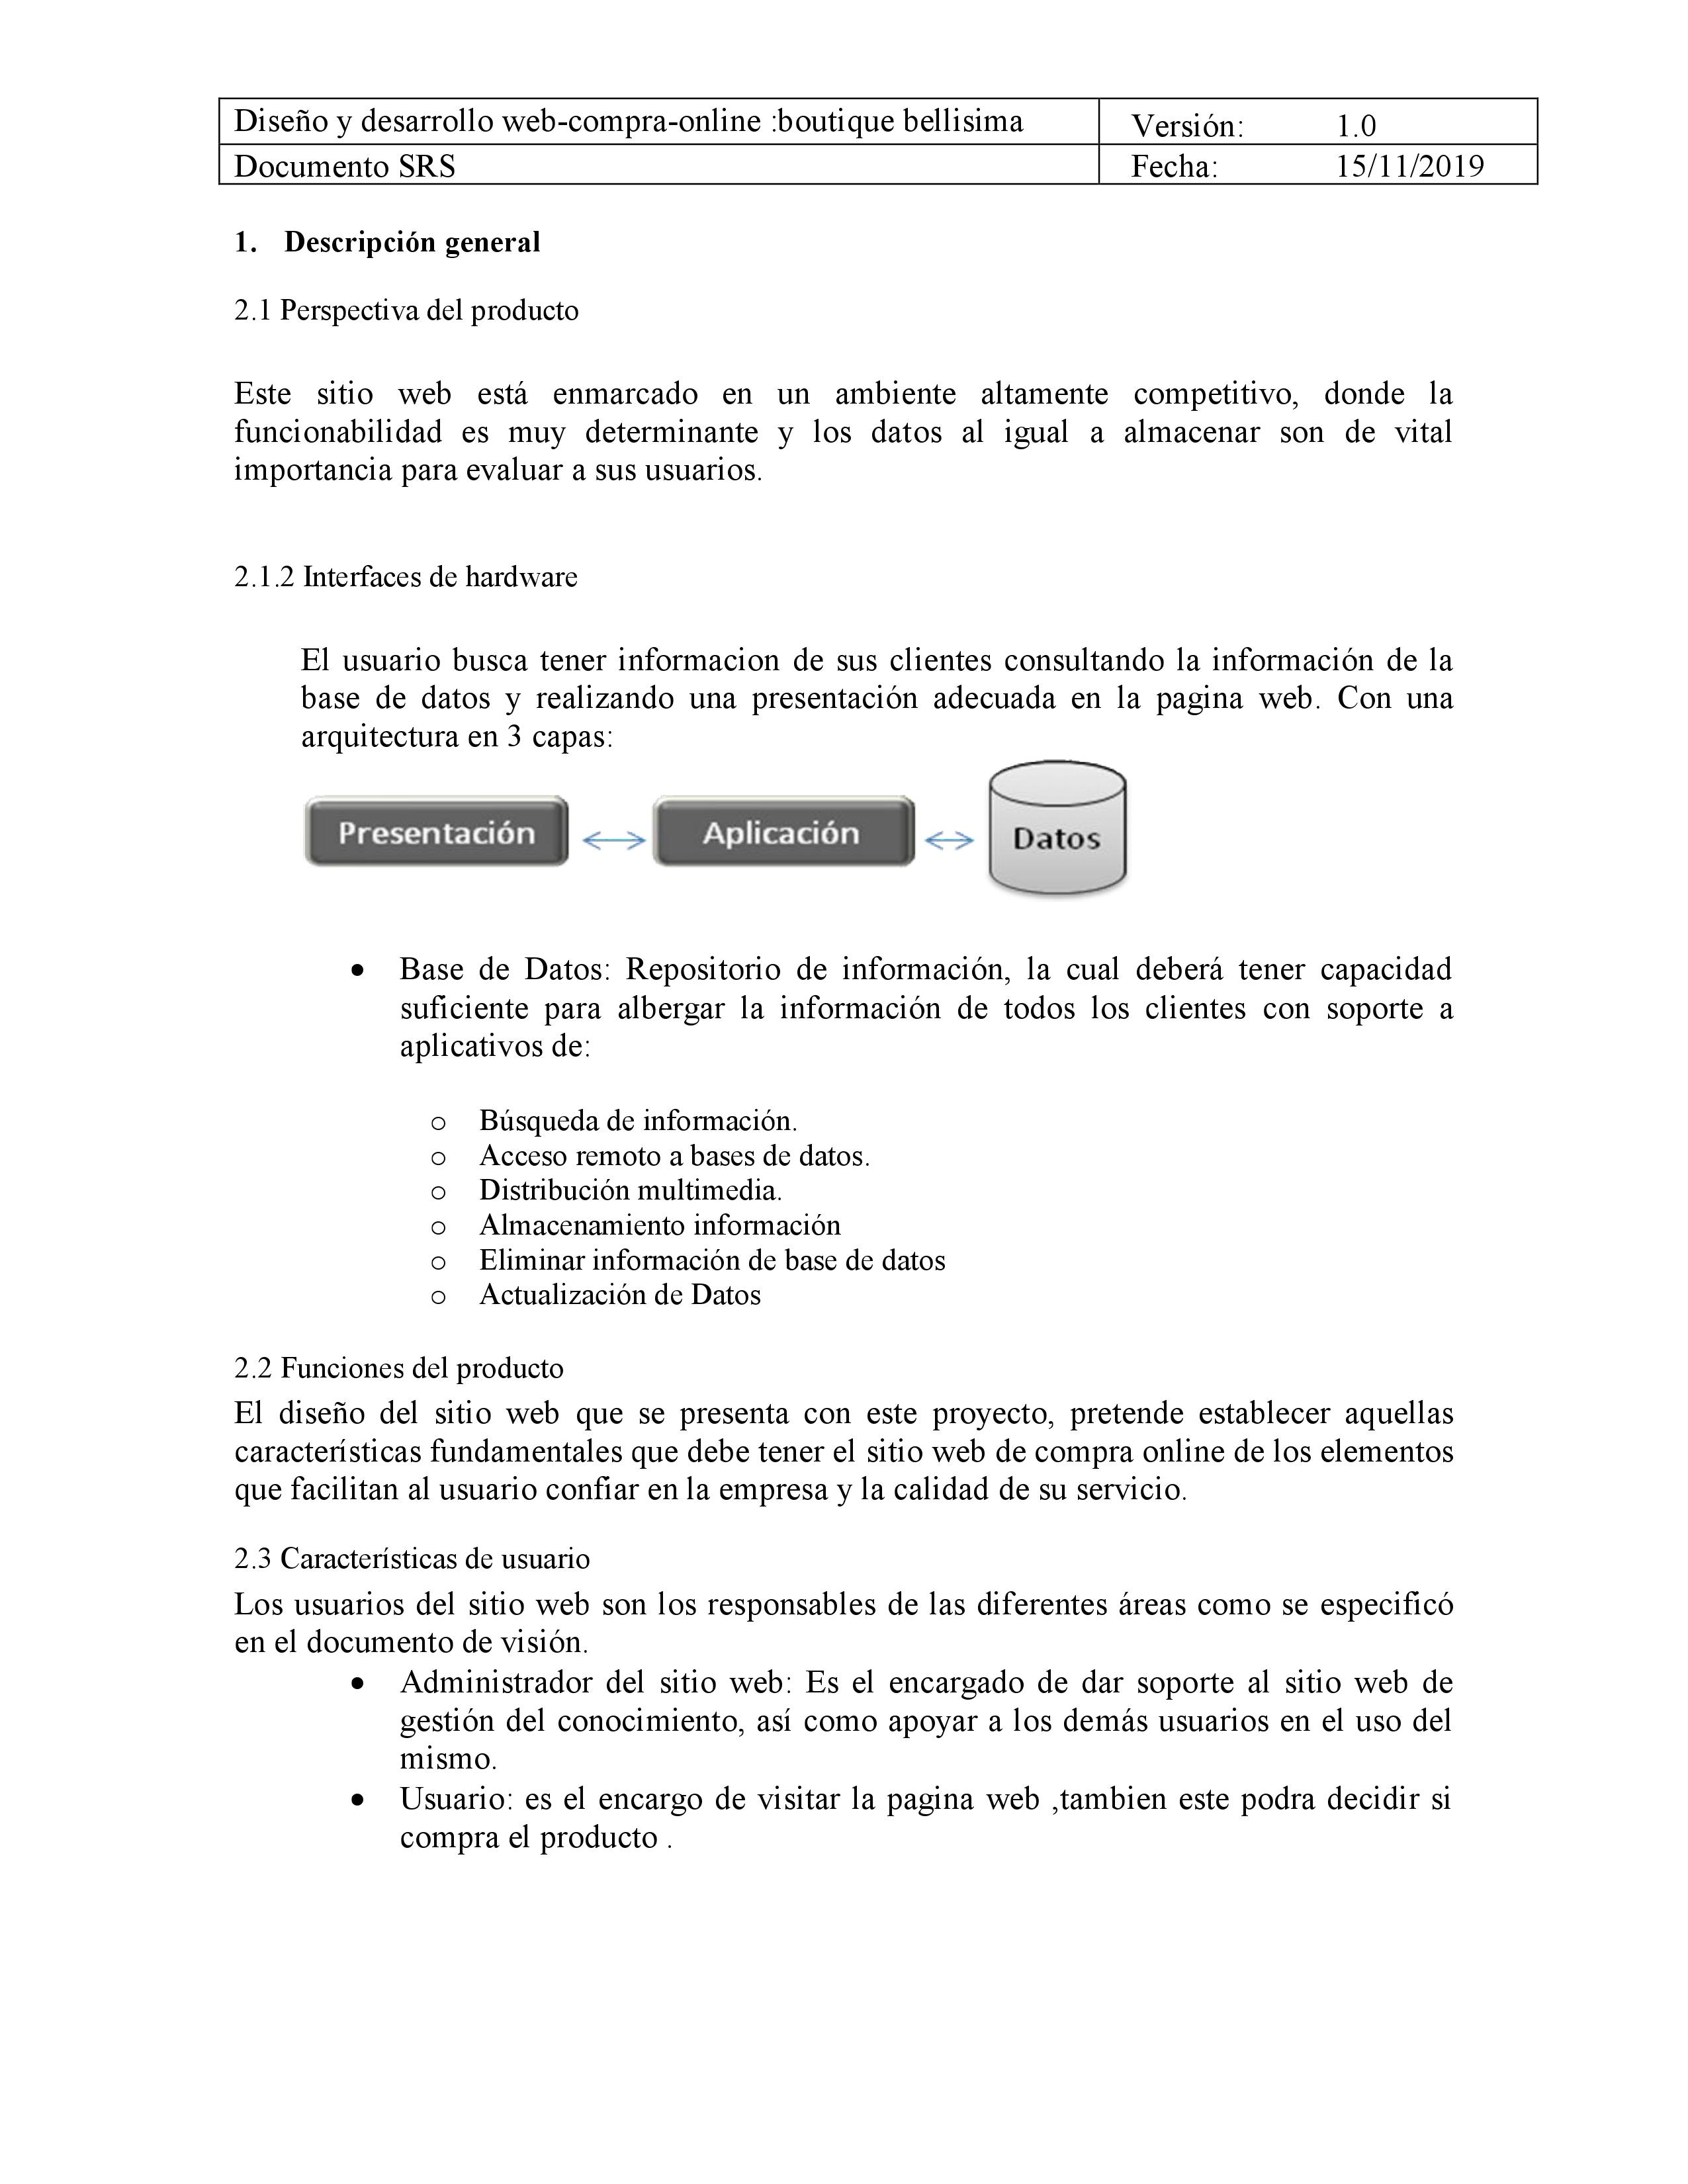 Diseño y desarrollo web-compra-online :boutique bellisima
Versión: 1.0
Documento SRS
Fecha: 15/11/2019
1. Descripción general
2.1 Perspectiva del producto
Este sitio web está enmarcado en un ambiente altamente competitivo, donde la
funcionabilidad es muy determinante y los datos al igual a almacenar son de vital
importancia para evaluar a sus usuarios.
2.1.2 Interfaces de hardware
El usuario busca tener informacion de sus clientes consultando la información de la
base de datos y realizando una presentación adecuada en la pagina web. Con una
arquitectura en 3 capas:
Presentación Aplicación Datos
• Base de Datos: Repositorio de información, la cual deberá tener capacidad
suficiente para albergar la información de todos los clientes con soporte a
aplicativos de:
o Búsqueda de información.
o Acceso remoto a bases de datos.
o Distribución multimedia.
o Almacenamiento información
o Eliminar información de base de datos
o Actualización de Datos
2.2 Funciones del producto
El diseño del sitio web que se presenta con este proyecto, pretende establecer aquellas
características fundamentales que debe tener el sitio web de compra online de los elementos
que facilitan al usuario confiar en la empresa y la calidad de su servicio.
2.3 Características de usuario
Los usuarios del sitio web son los responsables de las diferentes áreas como se especificó
en el documento de visión.
• Administrador del sitio web: Es el encargado de dar soporte al sitio web de
gestión del conocimiento, así como apoyar a los demás usuarios en el uso del
mismo.
• Usuario: es el encargo de visitar la pagina web ,tambien este podra decidir si
compra el producto .